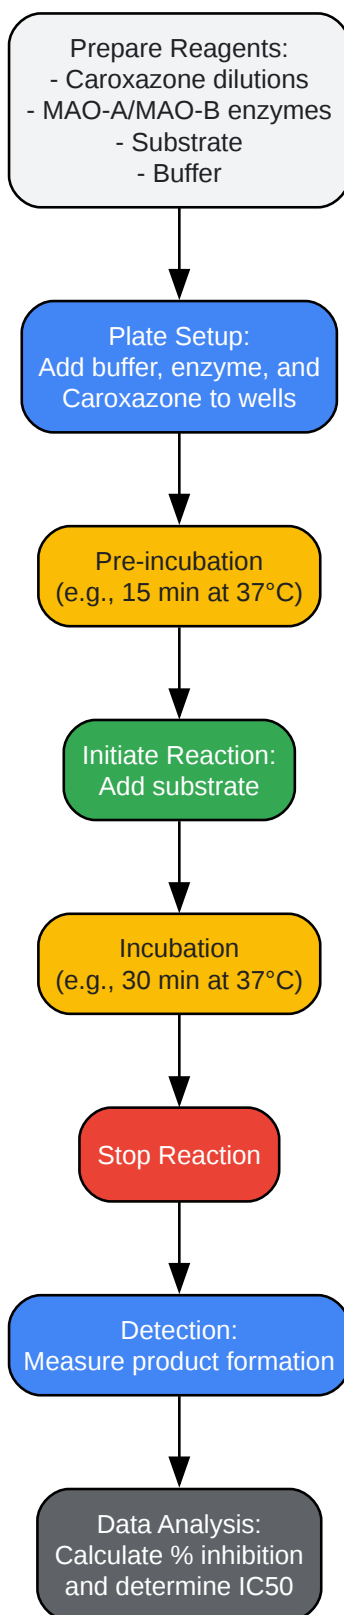 Prepare Reagents:
- Caroxazone dilutions
- MAO-A/MAO-B enzymes
- Substrate
- Buffer
Plate Setup:
Add buffer, enzyme, and
Caroxazone to wells
Pre-incubation
(e.g., 15 min at 37°C)
Initiate Reaction:
Add substrate
Incubation
(e.g., 30 min at 37°C)
Stop Reaction
Detection:
Measure product formation
Data Analysis:
Calculate % inhibition
and determine IC50